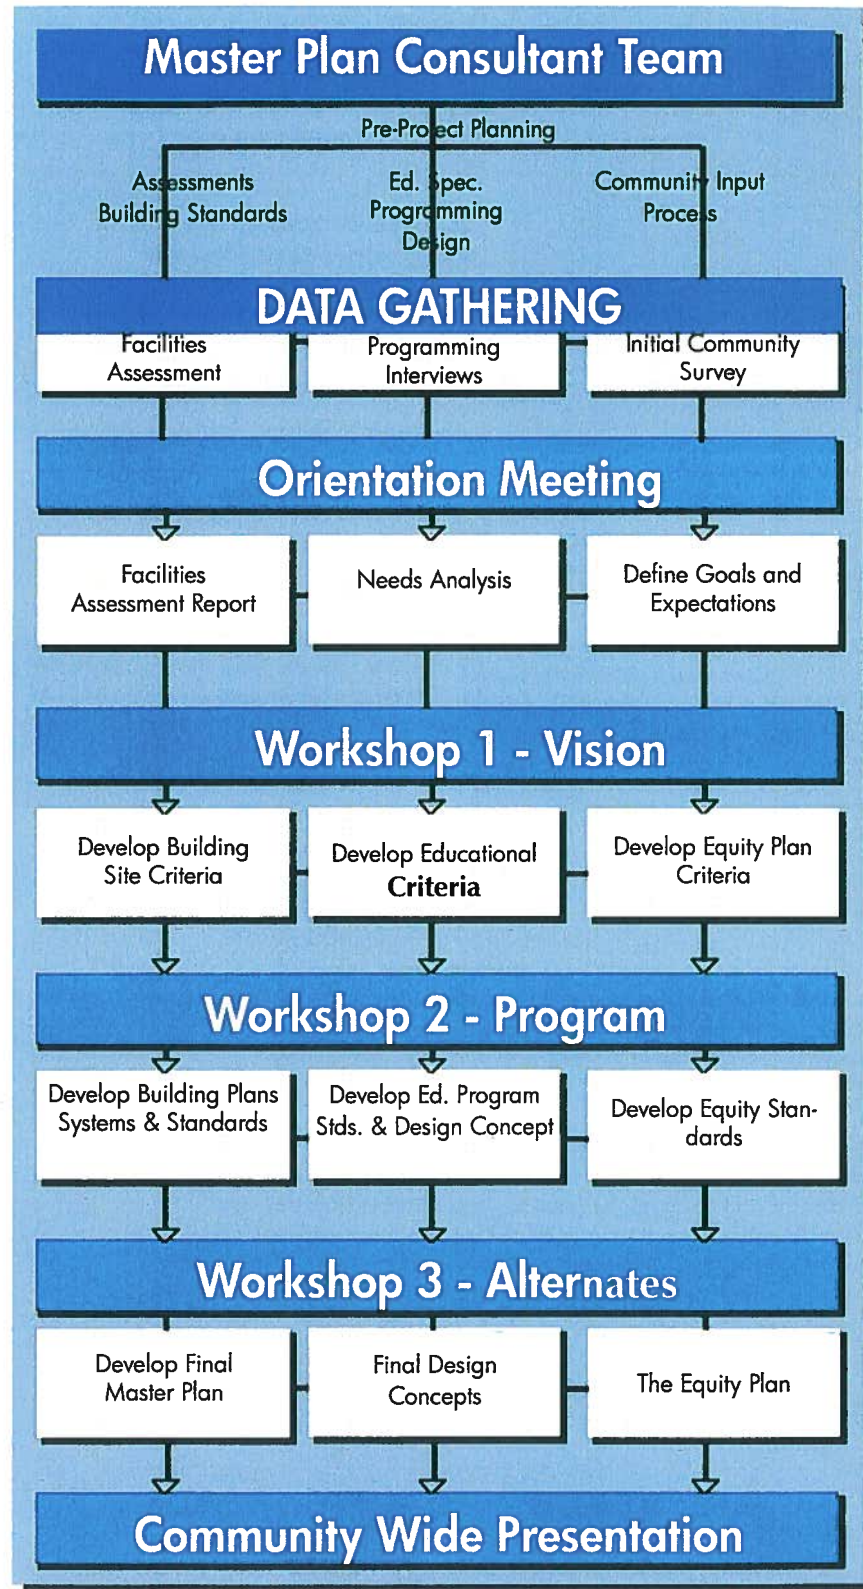 Master Plan Consultant Team
Pre-Project Planning
Assessments
Building Standards
Ed. Spec.
Programming
Design
Community Input
Process
DATA GATHERING
Facilities
Assessment
Programming
Interviews
Initial Community
Survey
Orientation Meeting
Facilities
Assessment Report
Needs Analysis
Define Goals and
Expectations
Workshop 1 - Vision
Develop Building
Site Criteria
Develop Educational
Criteria
Develop Equity Plan
Criteria
Workshop 2 - Program
Develop Building Plans
Systems & Standards
Develop Ed. Program
Stds. & Design Concept
Develop Equity Stan-
dards
Workshop 3 - Alternates
Develop Final
Master Plan
Final Design
Concepts
The Equity Plan
Community Wide Presentation